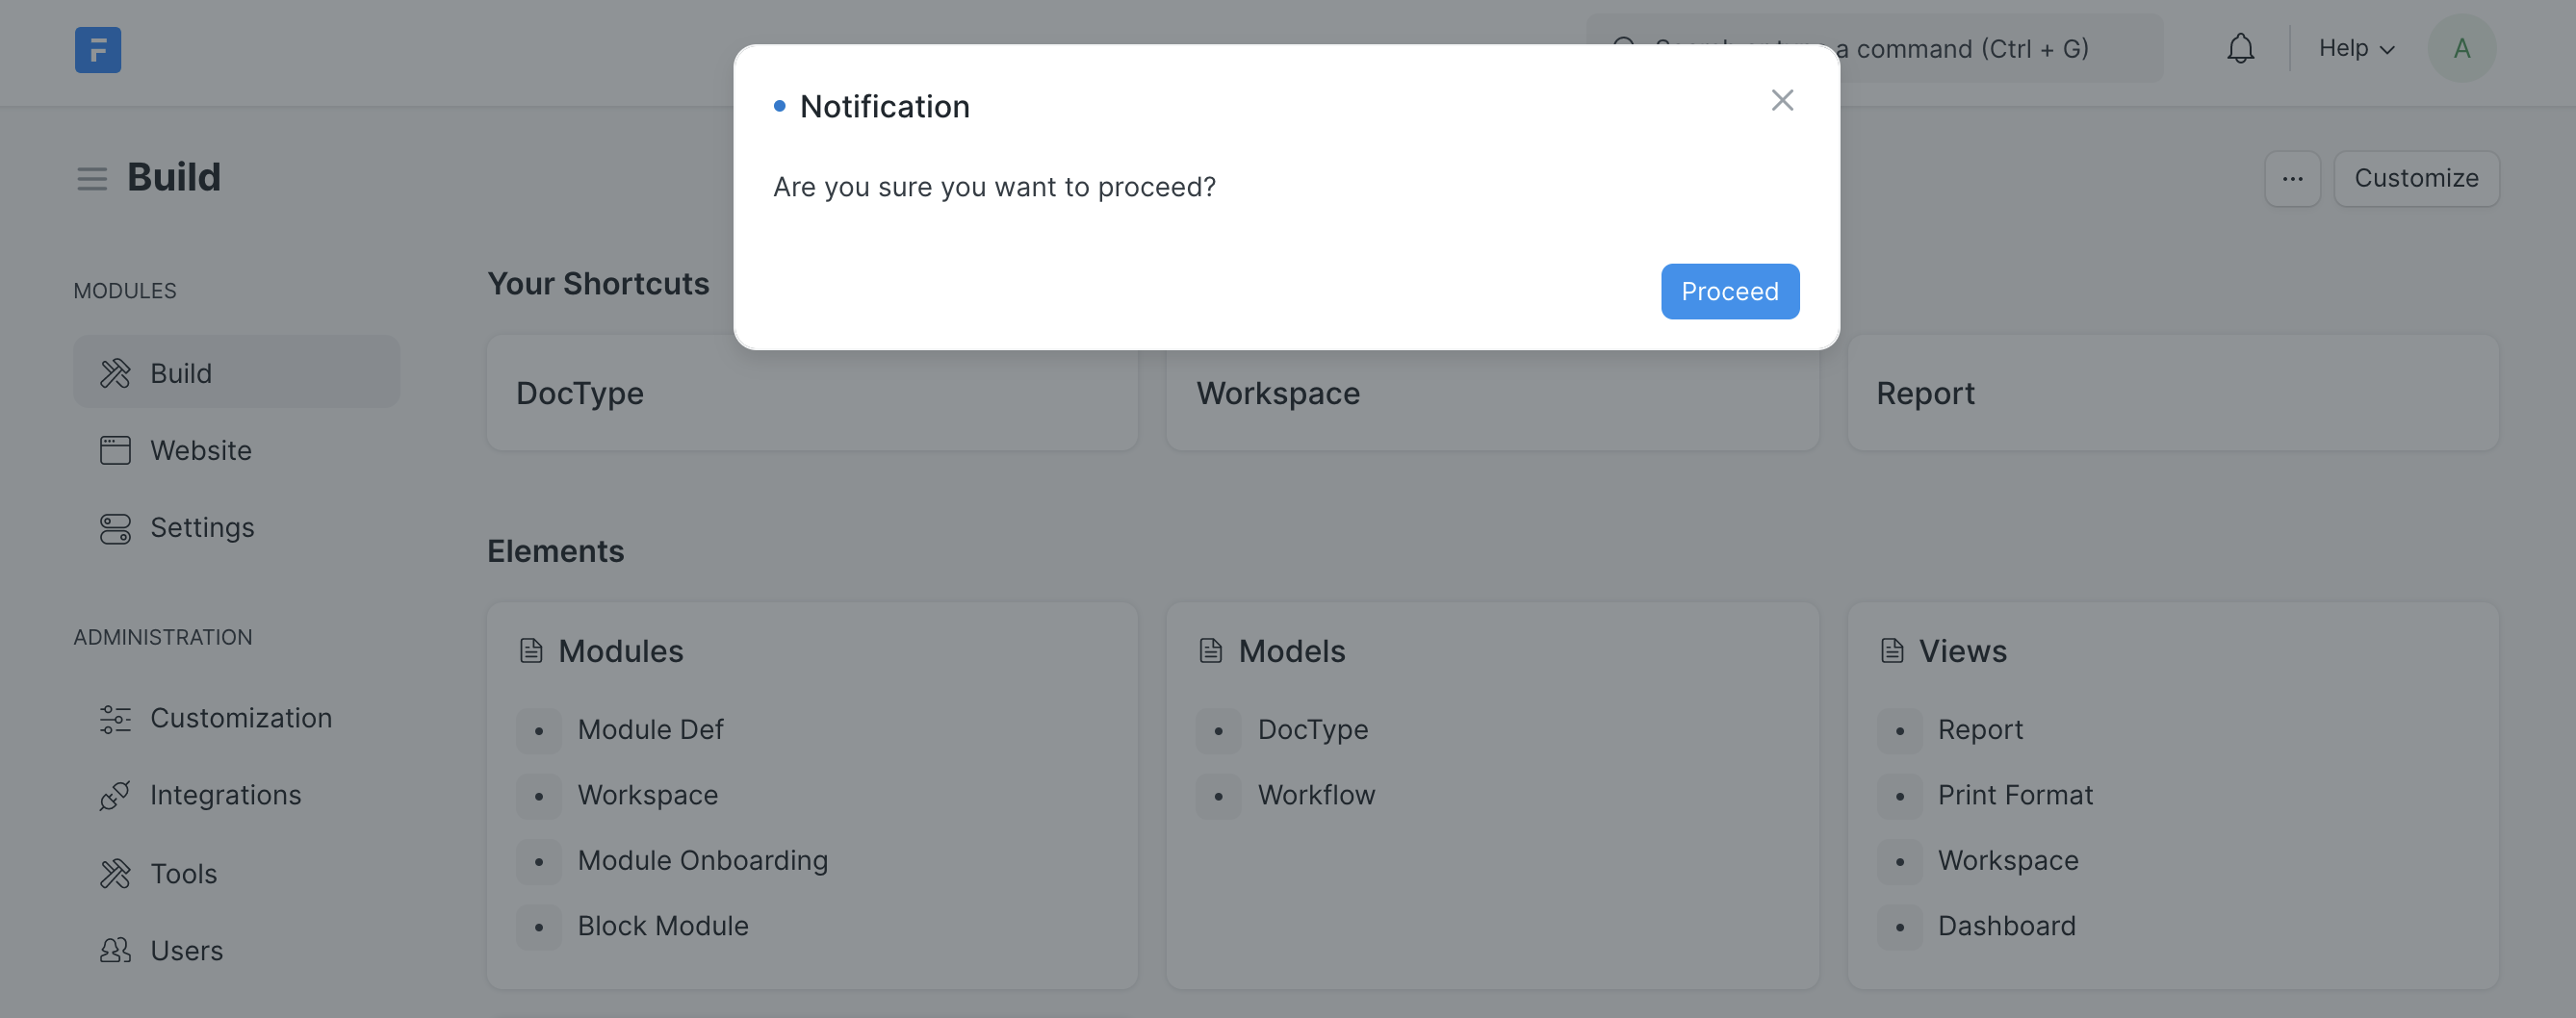 F
a command (Ctrl + G)
Help
A
Notification
Are you sure you want to proceed?
Proceed
Build
...
Customize
MODULES
Build
Website
Settings
ADMINISTRATION
Customization
Integrations
Tools
Users
Your Shortcuts
DocType
Workspace
Report
Elements
Modules
Module Def
Workspace
Module Onboarding
Block Module
Models
DocType
Workflow
Views
Report
Print Format
Workspace
Dashboard